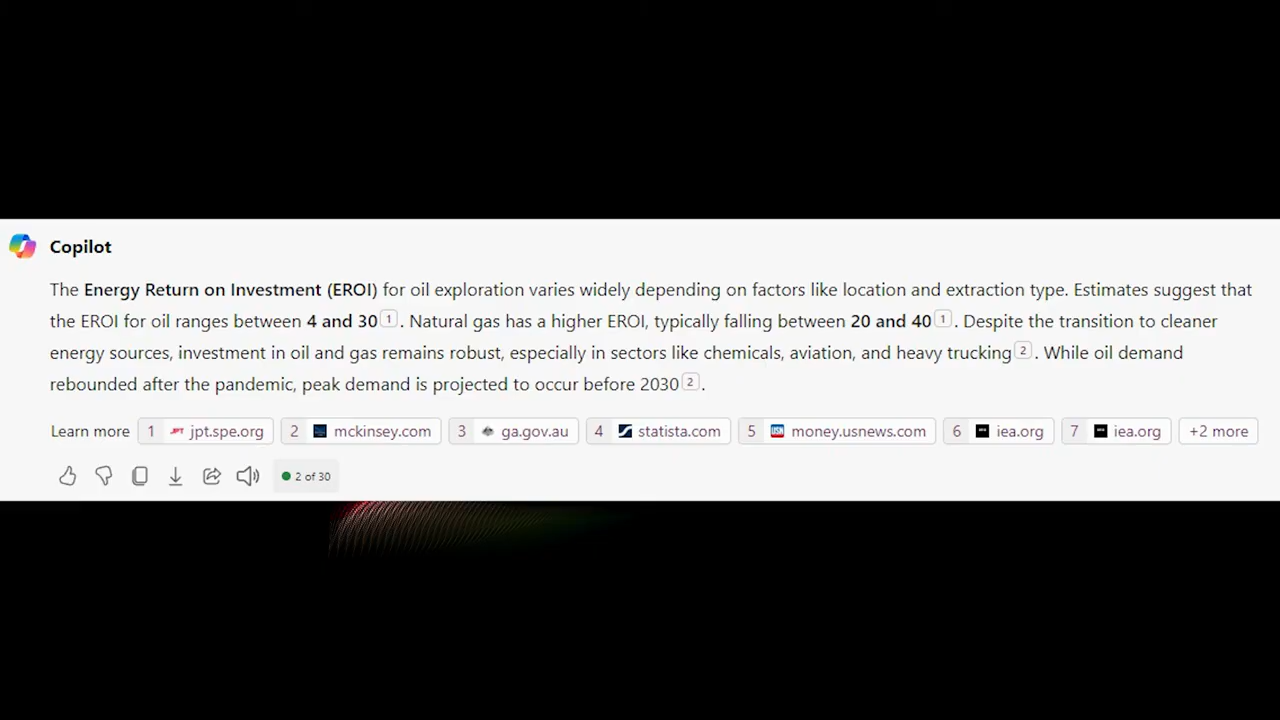 Copilot
The Energy Return on Investment (EROI) for oil exploration varies widely depending on factors like location and extraction type. Estimates suggest that
the EROI for oil ranges between 4 and 30 1 . Natural gas has a higher EROI, typically falling between 20 and 40 1 . Despite the transition to cleaner
energy sources, investment in oil and gas remains robust, especially in sectors like chemicals, aviation, and heavy trucking 2 . While oil demand
rebounded after the pandemic, peak demand is projected to occur before 2030 2 .
Learn more 1 JPT jpt.spe.org 2 mckinsey.com 3 ga.gov.au 4 statista.com 5 USN money.usnews.com 6 iea.org 7 iea.org +2 more
2 of 30